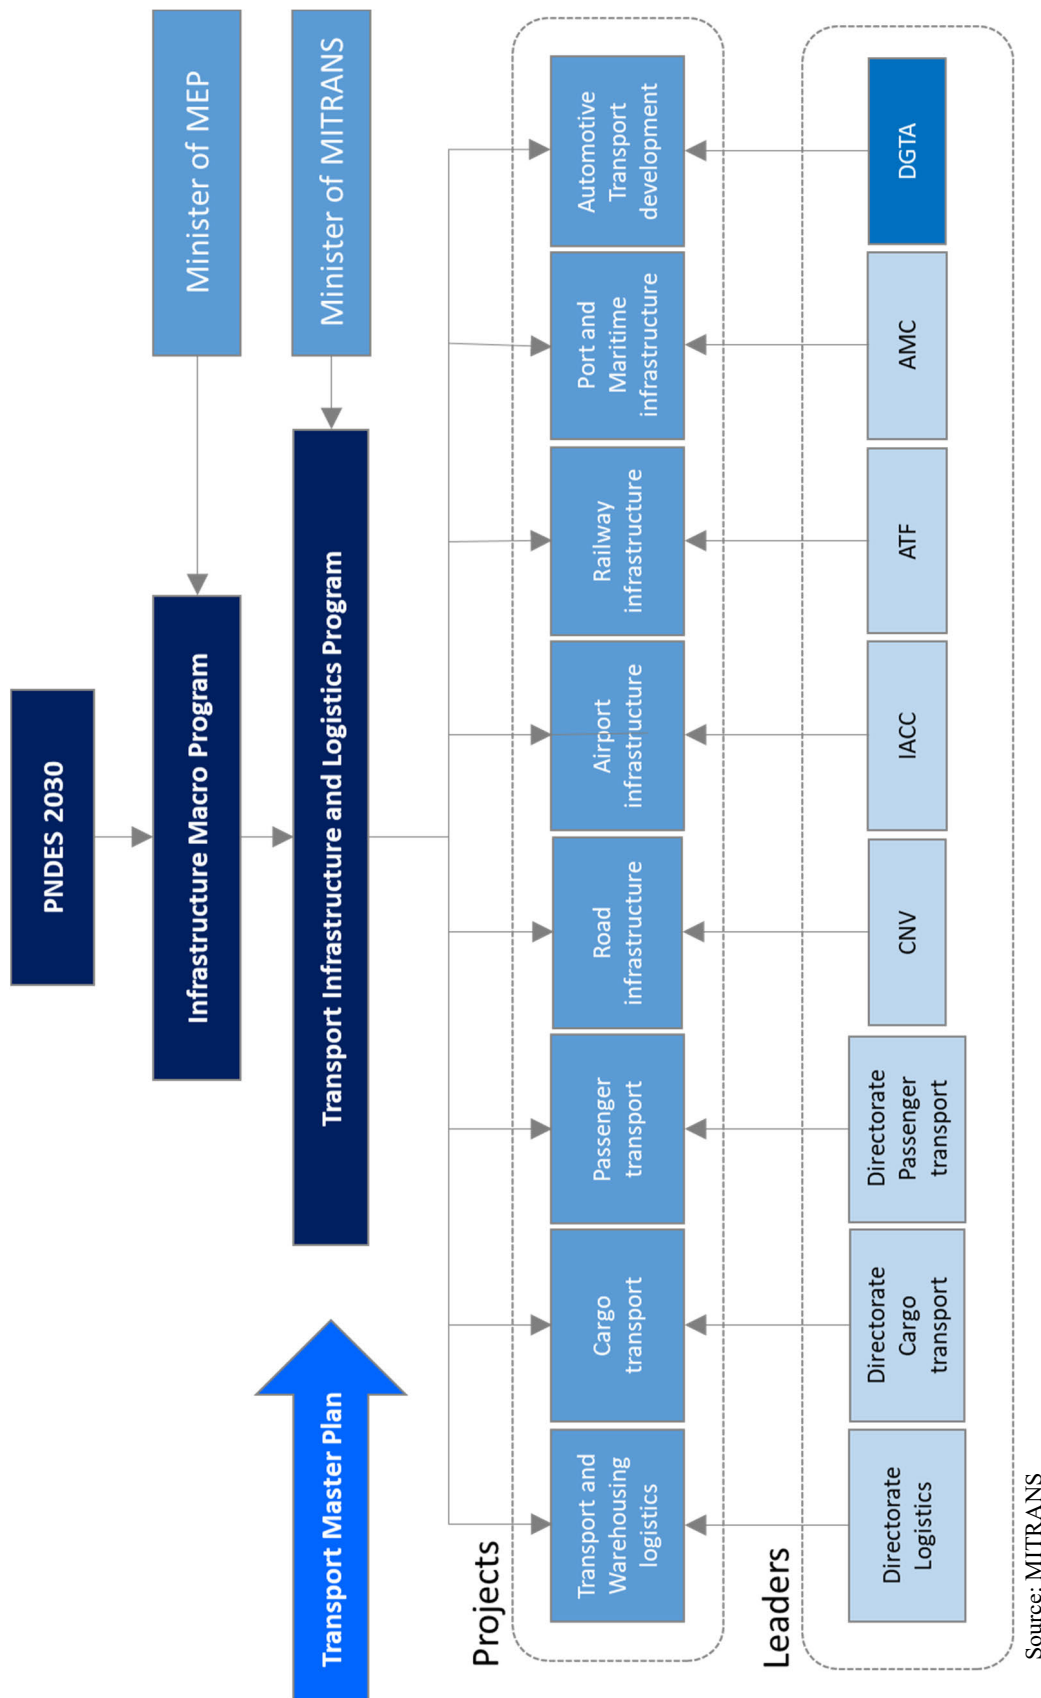 PNDES 2030
Infrastructure Macro Program
Minister of MEP
Transport Master Plan
Transport Infrastructure and Logistics Program
Minister of MITRANS
Projects
Transport and
Warehousing
logistics
Cargo
transport
Passenger
transport
Road
infrastructure
Airport
infrastructure
Railway
infrastructure
Port and
Maritime
infrastructure
Automotive
Transport
development
Leaders
Directorate
Logistics
Directorate
Cargo
transport
Directorate
Passenger
transport
CNV
IACC
ATF
AMC
DGTA
Source: MITRANS